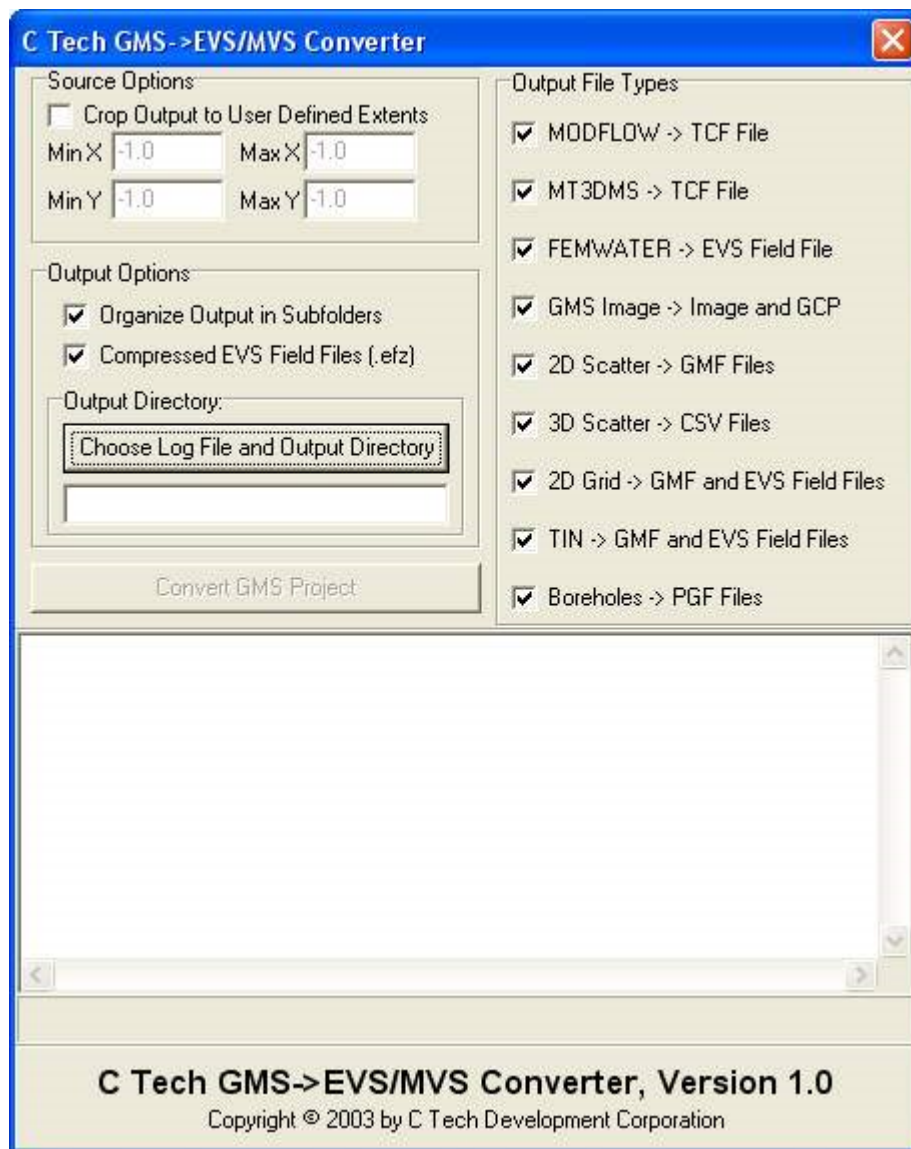 C Tech GMS->EVS/MVS Converter
Source Options
Crop Output to User Defined Extents
Min X -1.0 Max X -1.0
Min Y -1.0 Max Y -1.0
Output Options
Organize Output in Subfolders
Compressed EVS Field Files (.efz)
Output Directory:
Choose Log File and Output Directory
Convert GMS Project
Output File Types
MODFLOW -> TCF File
MT3DMS -> TCF File
FEMWATER -> EVS Field File
GMS Image -> Image and GCP
2D Scatter -> GMF Files
3D Scatter -> CSV Files
2D Grid -> GMF and EVS Field Files
TIN -> GMF and EVS Field Files
Boreholes -> PGF Files
C Tech GMS->EVS/MVS Converter, Version 1.0
Copyright © 2003 by C Tech Development Corporation